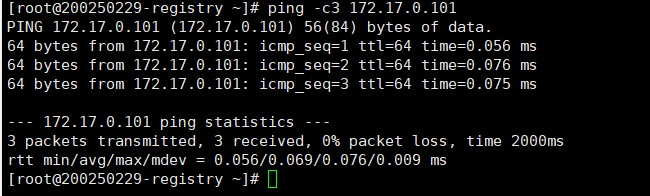 [root@200250229-registry ~]# ping -c3 172.17.0.101
PING 172.17.0.101 (172.17.0.101) 56(84) bytes of data.
64 bytes from 172.17.0.101: icmp_seq=1 ttl=64 time=0.056 ms
64 bytes from 172.17.0.101: icmp_seq=2 ttl=64 time=0.076 ms
64 bytes from 172.17.0.101: icmp_seq=3 ttl=64 time=0.075 ms
--- 172.17.0.101 ping statistics ---
3 packets transmitted, 3 received, 0% packet loss, time 2000ms
rtt min/avg/max/mdev = 0.056/0.069/0.076/0.009 ms
[root@200250229-registry ~]#